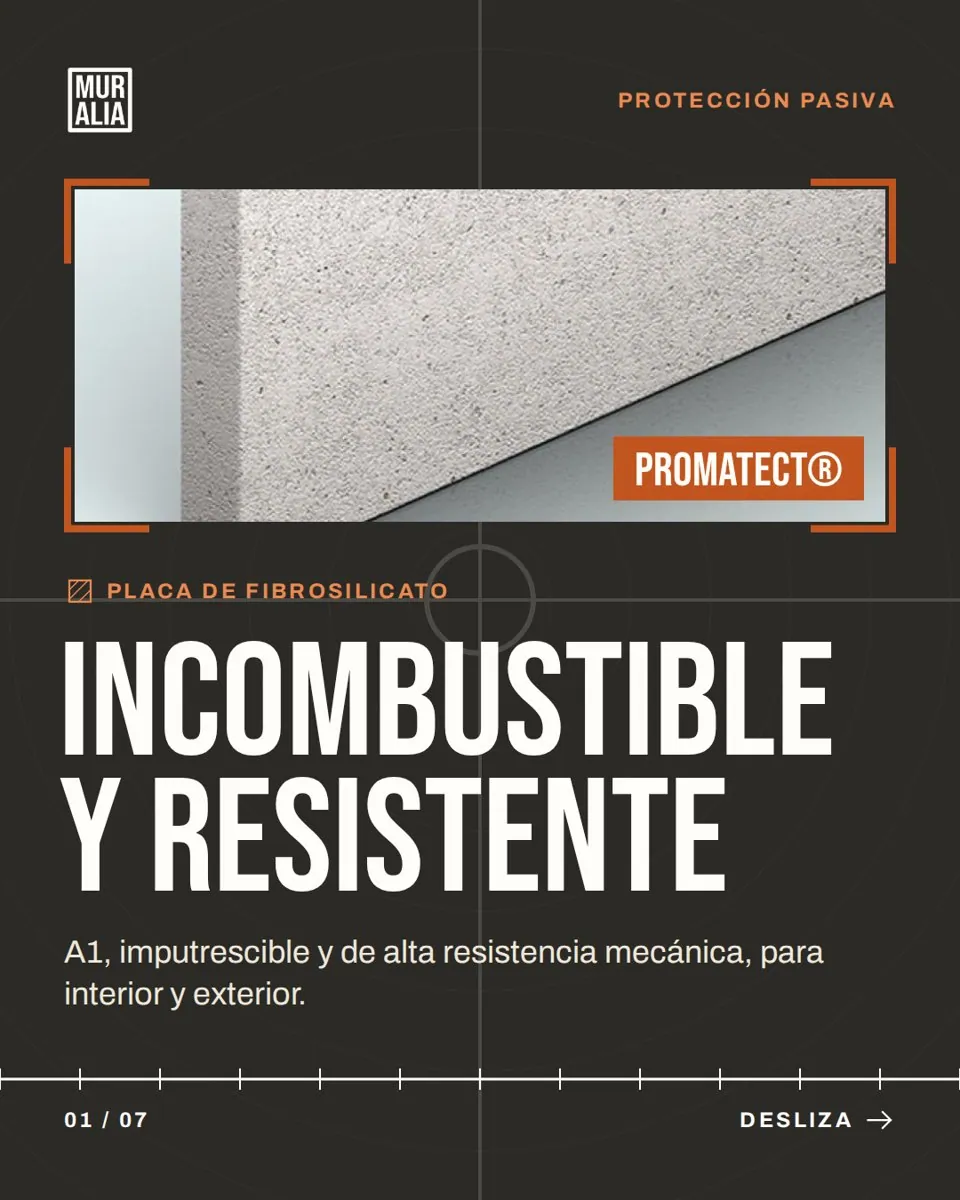 MUR
ALIA
PROTECCIÓN PASIVA
PROMATECT®
PLACA DE FIBROSILICATO
INCOMBUSTIBLE
Y RESISTENTE
A1, imputrescible y de alta resistencia mecánica, para
interior y exterior.
01 / 07
DESLIZA →